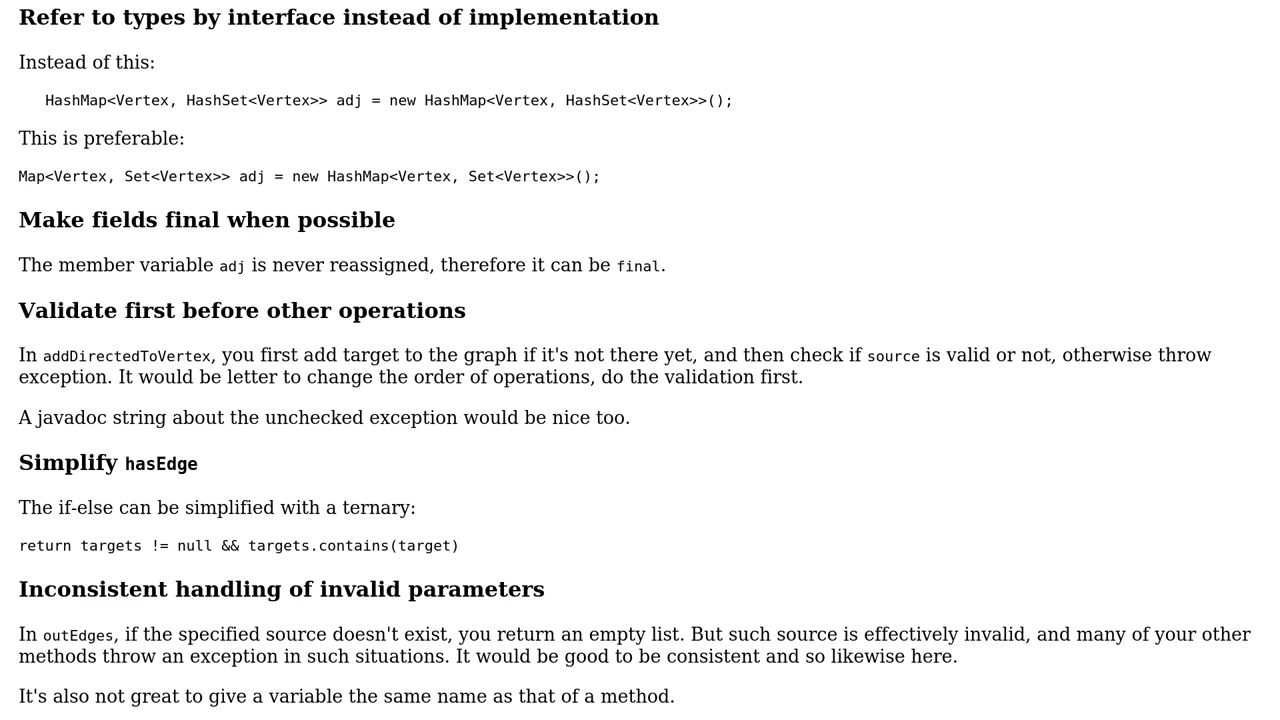 Refer to types by interface instead of implementation
Instead of this:
HashMap<Vertex, HashSet<Vertex>> adj = new HashMap<Vertex, HashSet<Vertex>>();
This is preferable:
Map<Vertex, Set<Vertex>> adj = new HashMap<Vertex, Set<Vertex>>();
Make fields final when possible
The member variable adj is never reassigned, therefore it can be final.
Validate first before other operations
In addDirectedToVertex, you first add target to the graph if it's not there yet, and then check if source is valid or not, otherwise throw
exception. It would be letter to change the order of operations, do the validation first.
A javadoc string about the unchecked exception would be nice too.
Simplify hasEdge
The if-else can be simplified with a ternary:
return targets != null && targets.contains(target)
Inconsistent handling of invalid parameters
In outEdges, if the specified source doesn't exist, you return an empty list. But such source is effectively invalid, and many of your other
methods throw an exception in such situations. It would be good to be consistent and so likewise here.
It's also not great to give a variable the same name as that of a method.